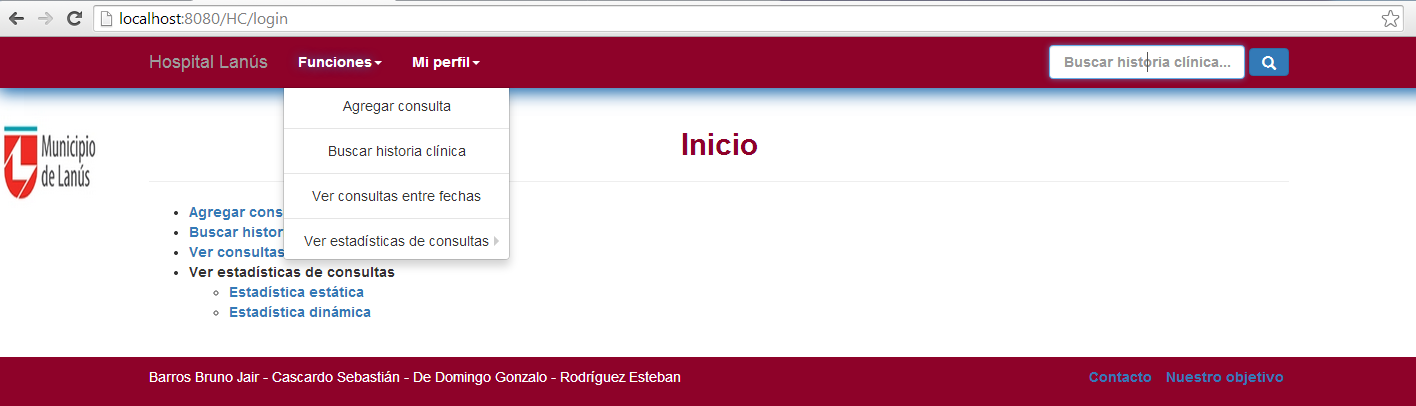 localhost:8080/HC/login
Hospital Lanús Funciones Mi perfil Buscar historia clínica...
Agregar consulta
Buscar historia clínica
Ver consultas entre fechas
Ver estadísticas de consultas
Municipio
de Lanús
Inicio
Agregar cons
Buscar histor
Ver consultas
Ver estadísticas de consultas
Estadística estática
Estadística dinámica
Barros Bruno Jair - Cascardo Sebastián - De Domingo Gonzalo - Rodríguez Esteban Contacto Nuestro objetivo